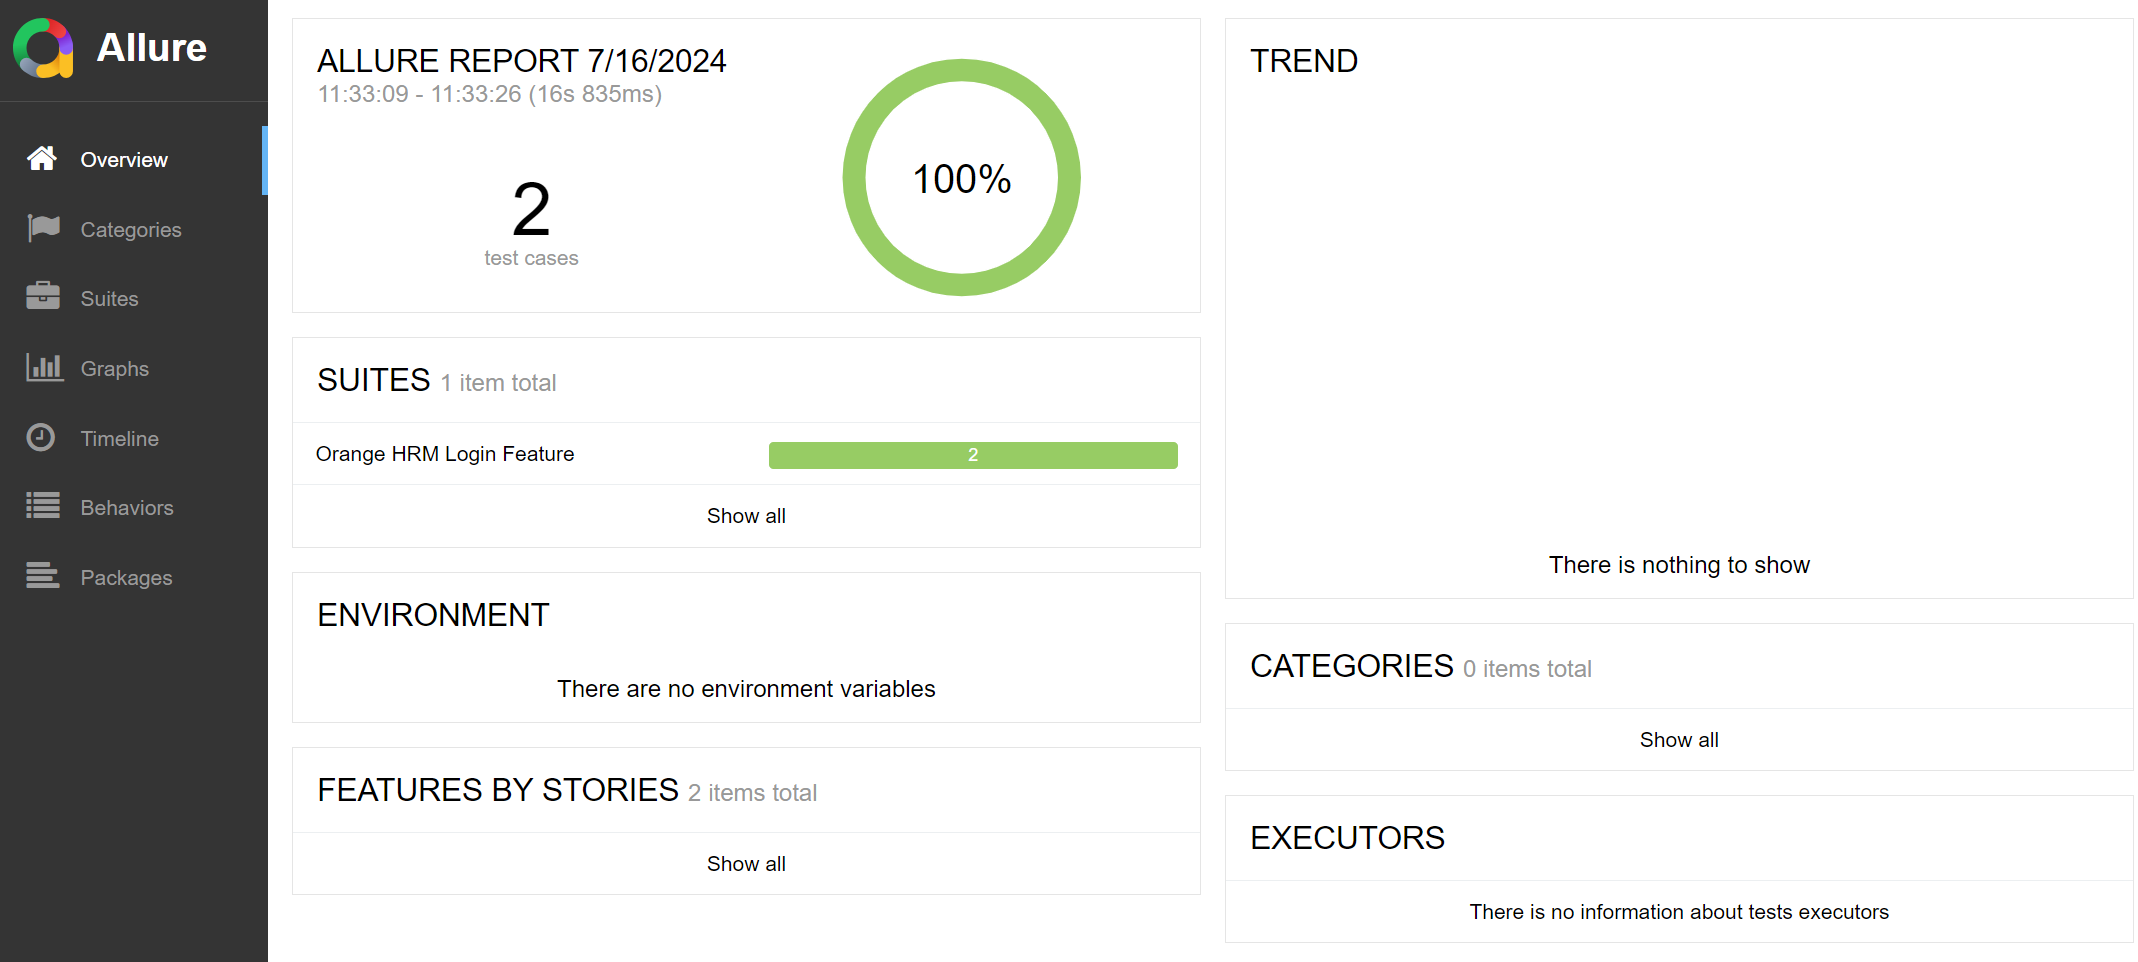 Allure
Overview
Categories
Suites
Graphs
Timeline
Behaviors
Packages
ALLURE REPORT 7/16/2024
11:33:09 - 11:33:26 (16s 835ms)
2
test cases
100%
SUITES 1 item total
Orange HRM Login Feature 2
Show all
ENVIRONMENT
There are no environment variables
FEATURES BY STORIES 2 items total
Show all
TREND
There is nothing to show
CATEGORIES 0 items total
Show all
EXECUTORS
There is no information about tests executors